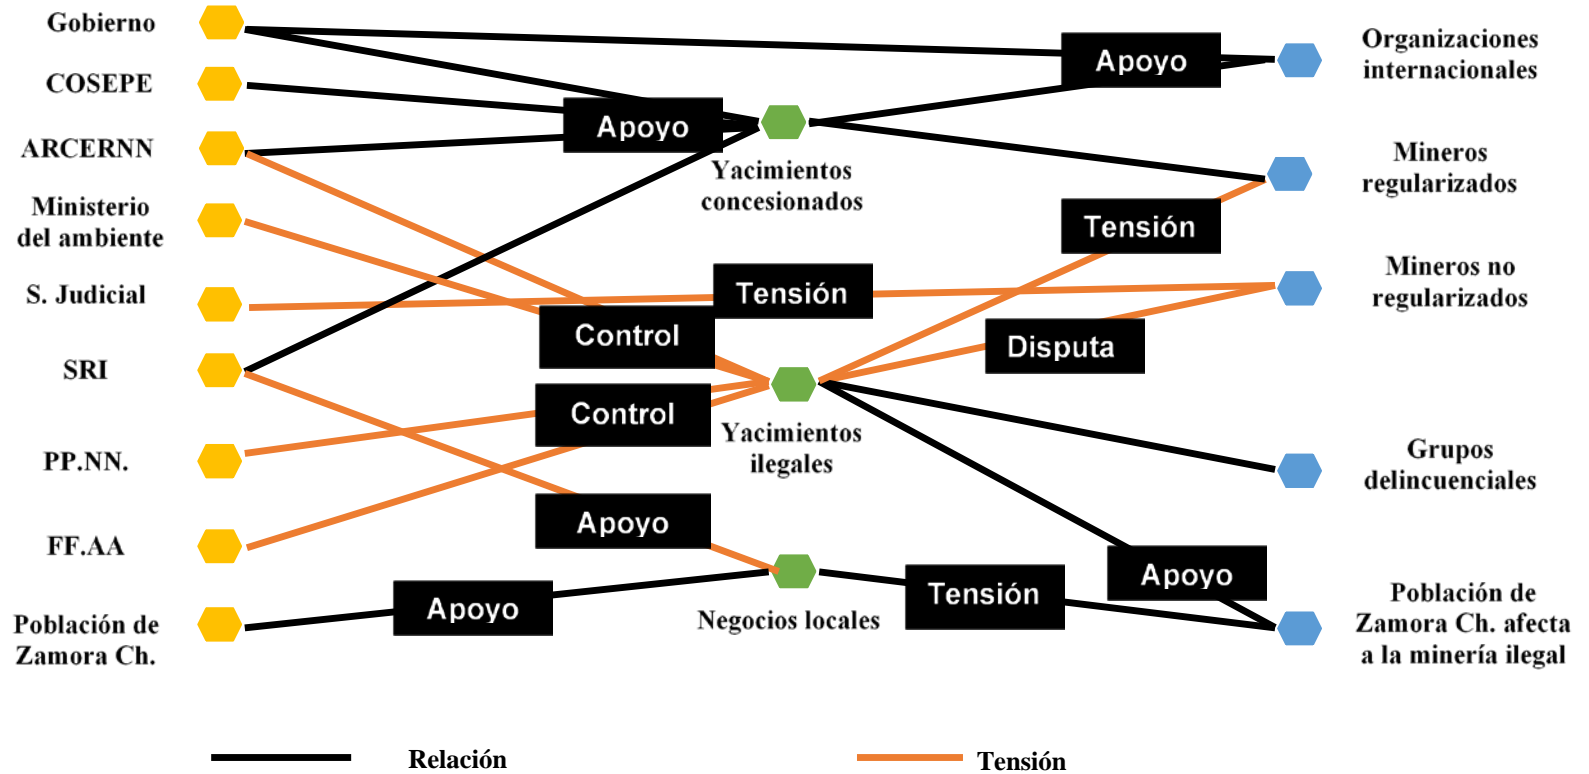 Gobierno
COSEPE
ARCERNN
Ministerio
del ambiente
S. Judicial
SRI
PP.NN.
FF.AA
Población de
Zamora Ch.
Apoyo
Control
Control
Apoyo
Apoyo
Yacimientos
concesionados
Tensión
Yacimientos
ilegales
Negocios locales
Apoyo
Tensión
Disputa
Apoyo
Tensión
Organizaciones
internacionales
Mineros
regularizados
Mineros no
regularizados
Grupos
delincuenciales
Población de
Zamora Ch. afecta
a la minería ilegal
Relación
Tensión